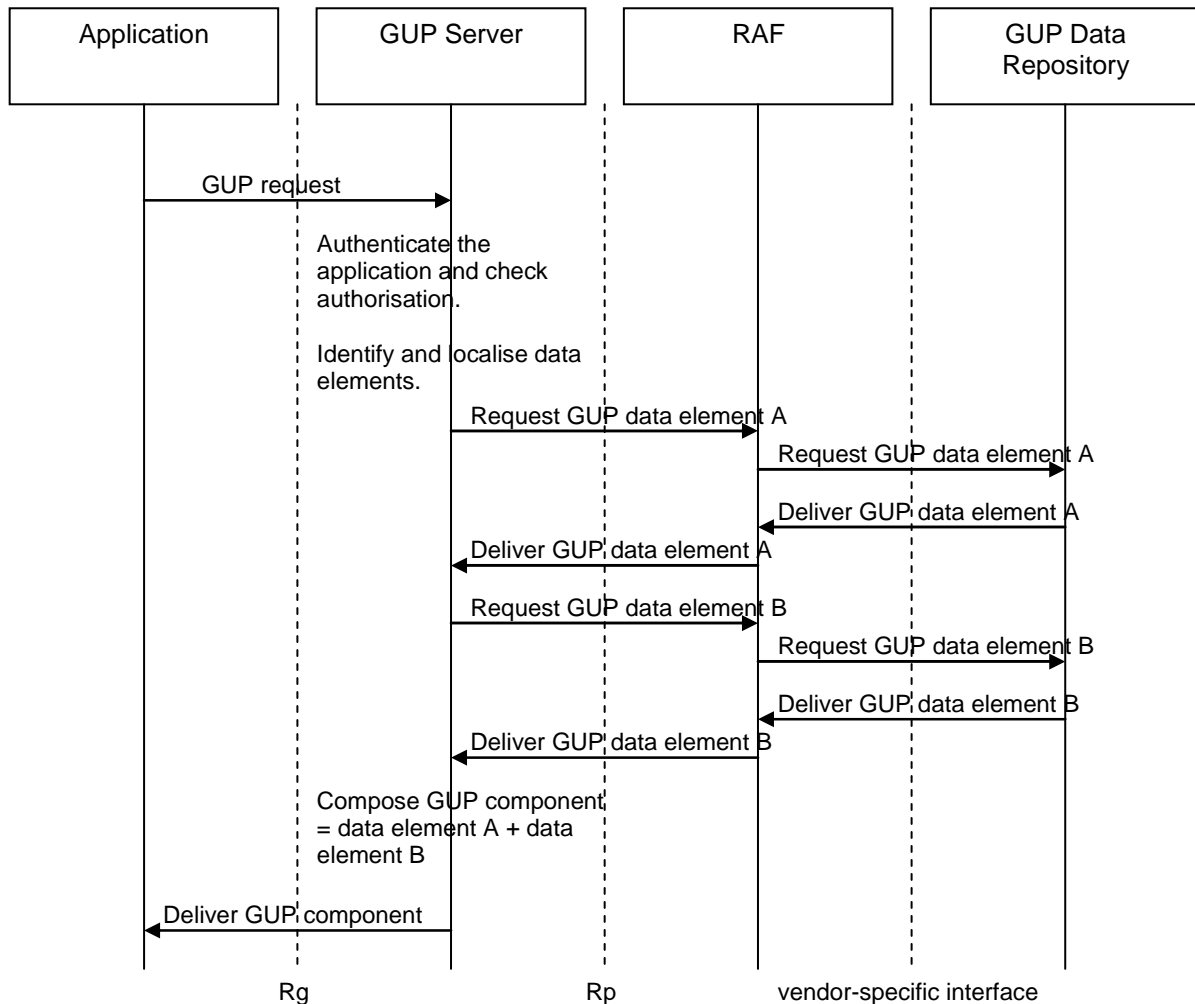 Application
GUP Server
RAF
GUP Data
Repository
GUP request
Authenticate the
application and check
authorisation.
Identify and localise data
elements.
Request GUP data element A
Request GUP data element A
Deliver GUP data element A
Deliver GUP data element A
Request GUP data element B
Request GUP data element B
Deliver GUP data element B
Deliver GUP data element B
Compose GUP component
= data element A + data
element B
Deliver GUP component
Rg
Rp
vendor-specific interface